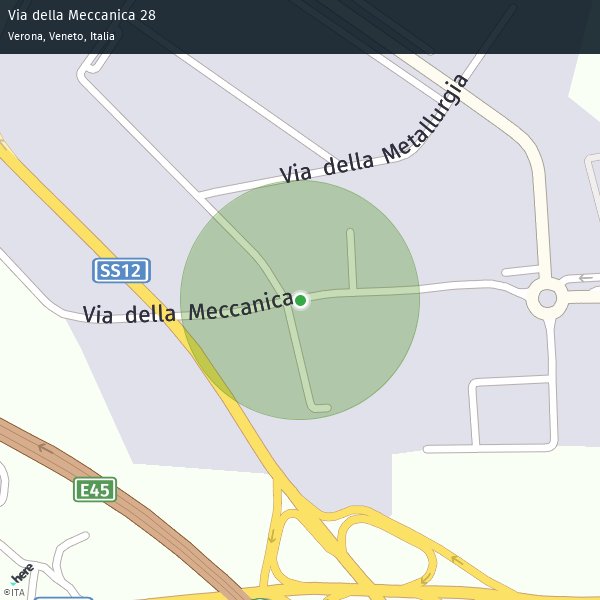 Via della Meccanica 28
Verona, Veneto, Italia
Via della Metallurgia
SS12
Via della Meccanica
E45
here
©ITA